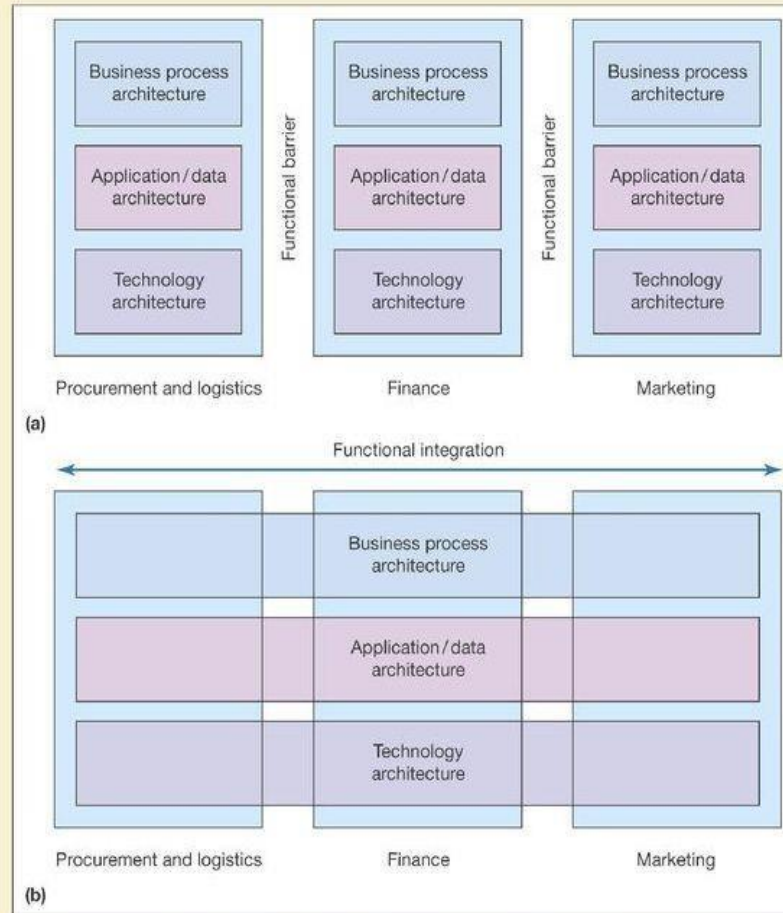 Business process
architecture
Application/data
architecture
Technology
architecture
Procurement and logistics
Functional barrier
Business process
architecture
Application/data
architecture
Technology
architecture
Finance
Functional barrier
Business process
architecture
Application/data
architecture
Technology
architecture
Marketing
(a)
Functional integration
Business process
architecture
Application/data
architecture
Technology
architecture
Procurement and logistics
Finance
Marketing
(b)